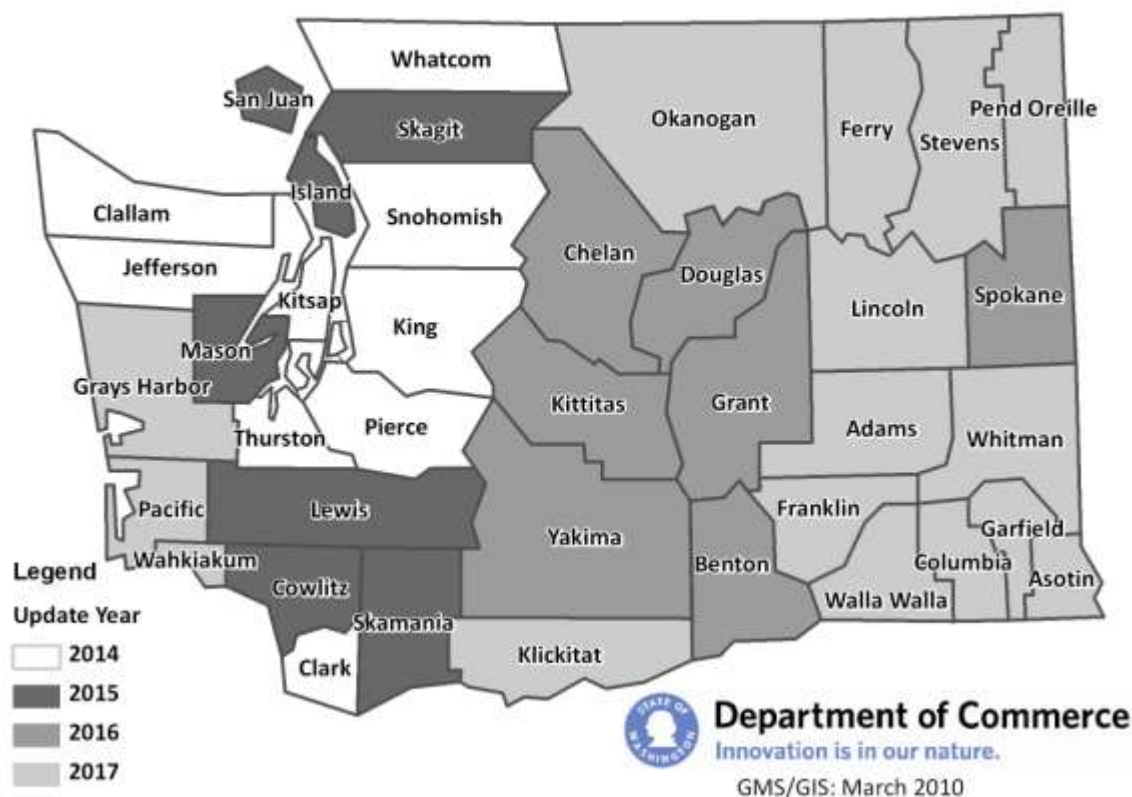 Whatcom
San Juan
Skagit
Okanogan
Ferry
Stevens
Pend Oreille
Island
Clallam
Snohomish
Jefferson
Chelan
Douglas
Kitsap
Lincoln
Spokane
King
Mason
Grays Harbor
Kittitas
Grant
Thurston
Pierce
Adams
Whitman
Pacific
Lewis
Franklin
Garfield
Yakima
Wahkiakum
Benton
Columbia
Asotin
Cowlitz
Walla Walla
Skamania
Clark
Klickitat
Legend
Update Year
2014
2015
2016
2017
STATE OF
WASHINGTON
Department of Commerce
Innovation is in our nature.
GMS/GIS: March 2010